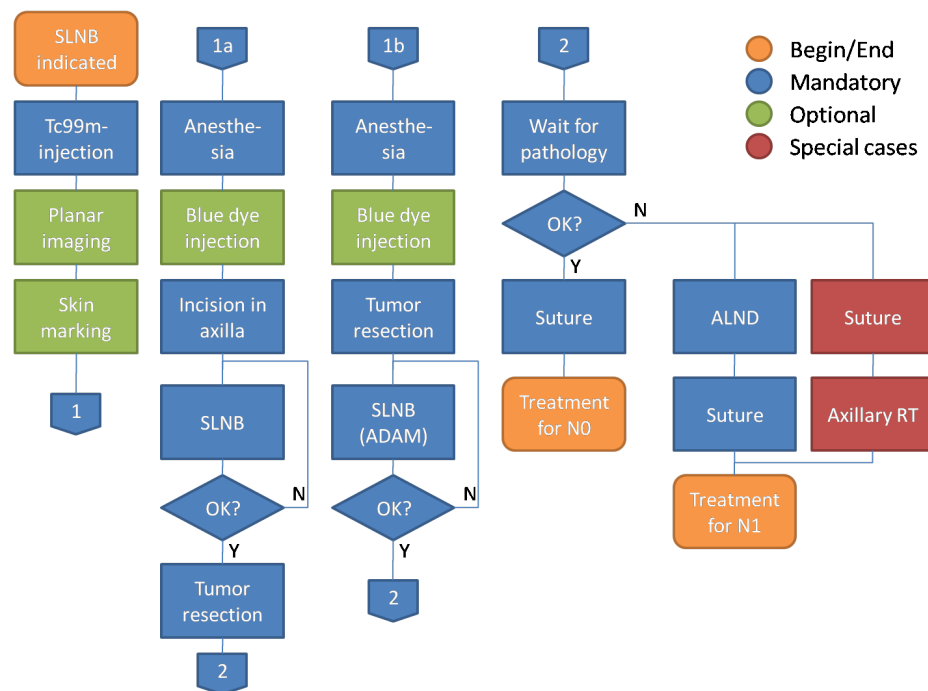 SLNB
indicated
Tc99m-
injection
Planar
imaging
Skin
marking
1
1a
Anesthe-
sia
Blue dye
injection
Incision in
axilla
SLNB
OK?
N
Y
Tumor
resection
2
1b
Anesthe-
sia
Blue dye
injection
Tumor
resection
SLNB
(ADAM)
OK?
N
Y
2
2
Wait for
pathology
OK?
N
Y
Suture
Treatment
for N0
ALND
Suture
Suture
Axillary RT
Treatment
for N1
Begin/End
Mandatory
Optional
Special cases